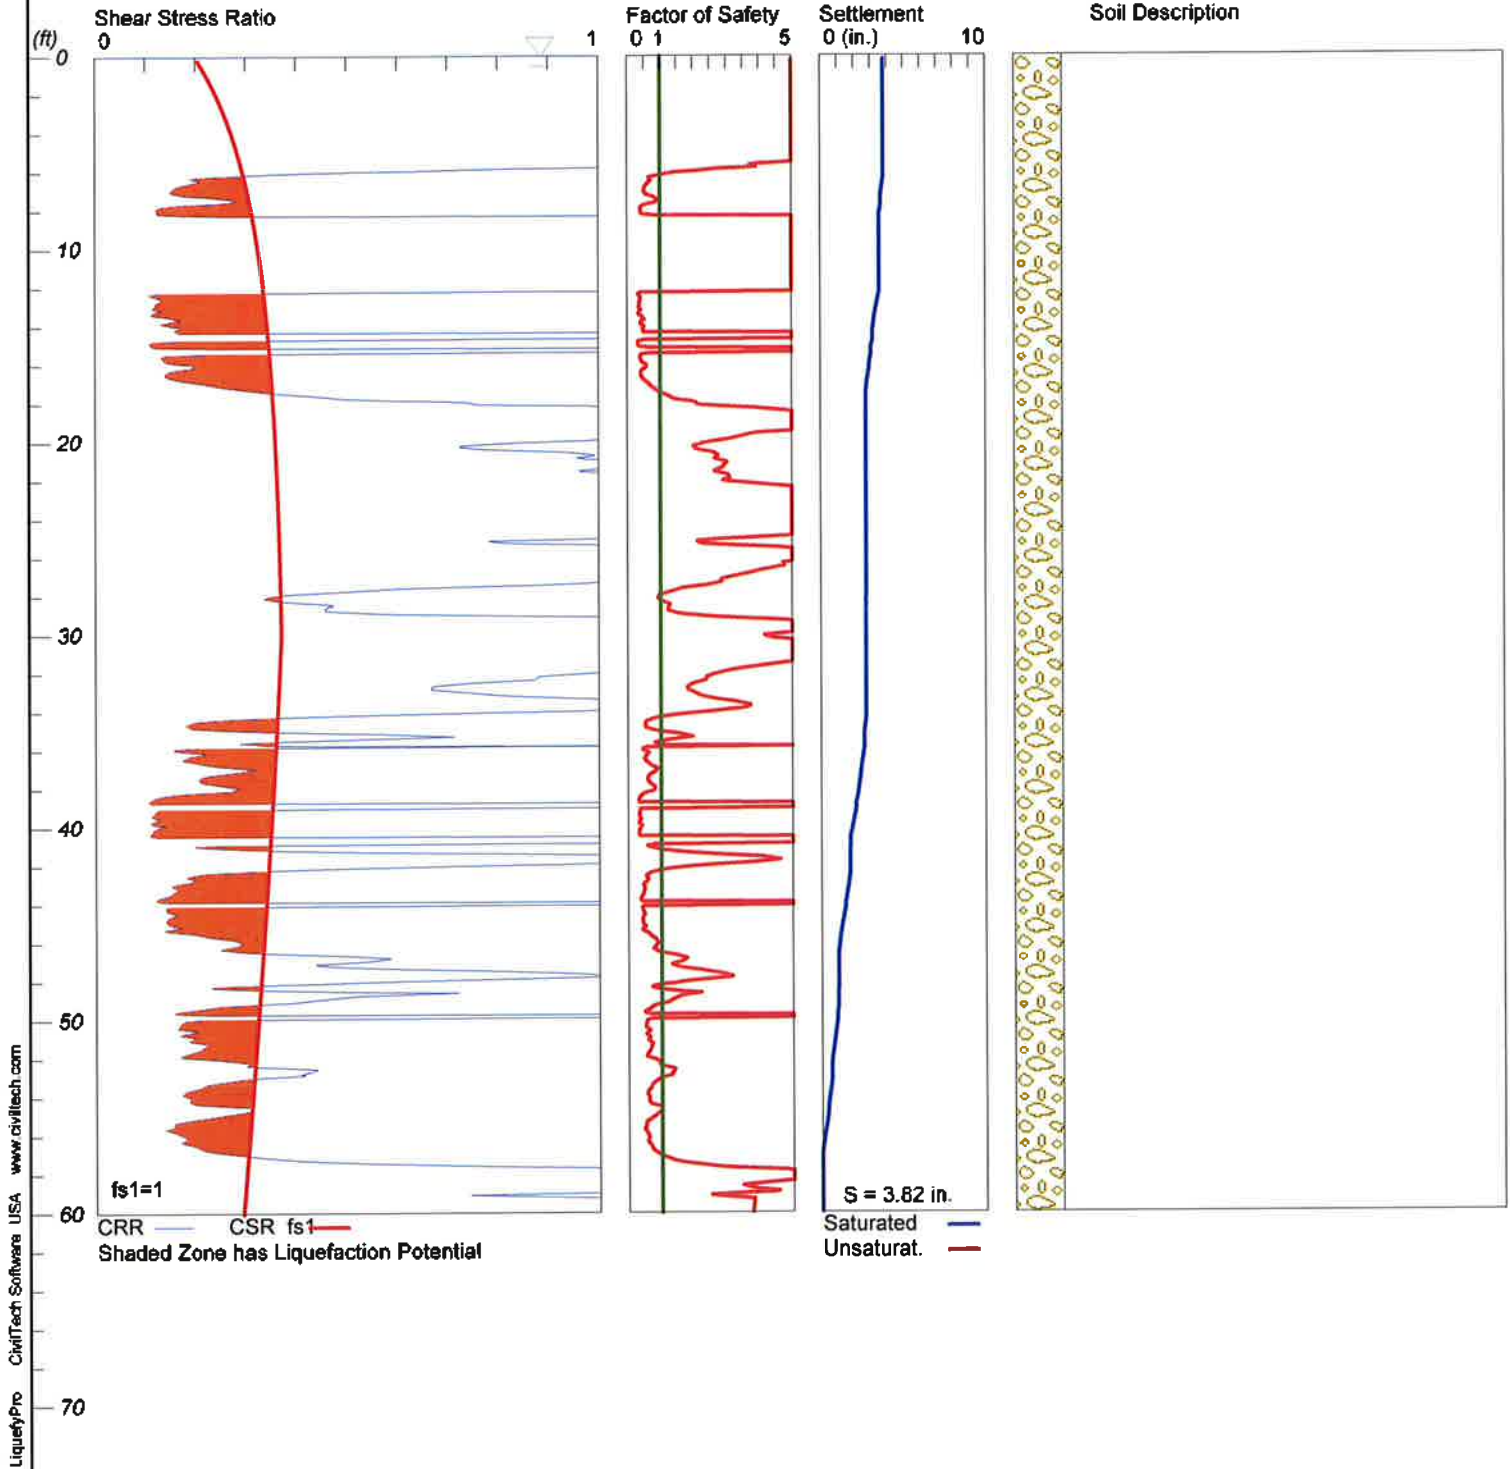 Shear Stress Ratio
Factor of Safety
Settlement
Soil Description
(ft)
0 1
0 1 5
0 (in.) 10
0
10
20
30
40
50
60
70
fs1=1
S = 3.82 in.
CRR CSR fs1
Shaded Zone has Liquefaction Potential
Saturated
Unsaturat.
LiquefyPro CivilTech Software USA www.civiltech.com